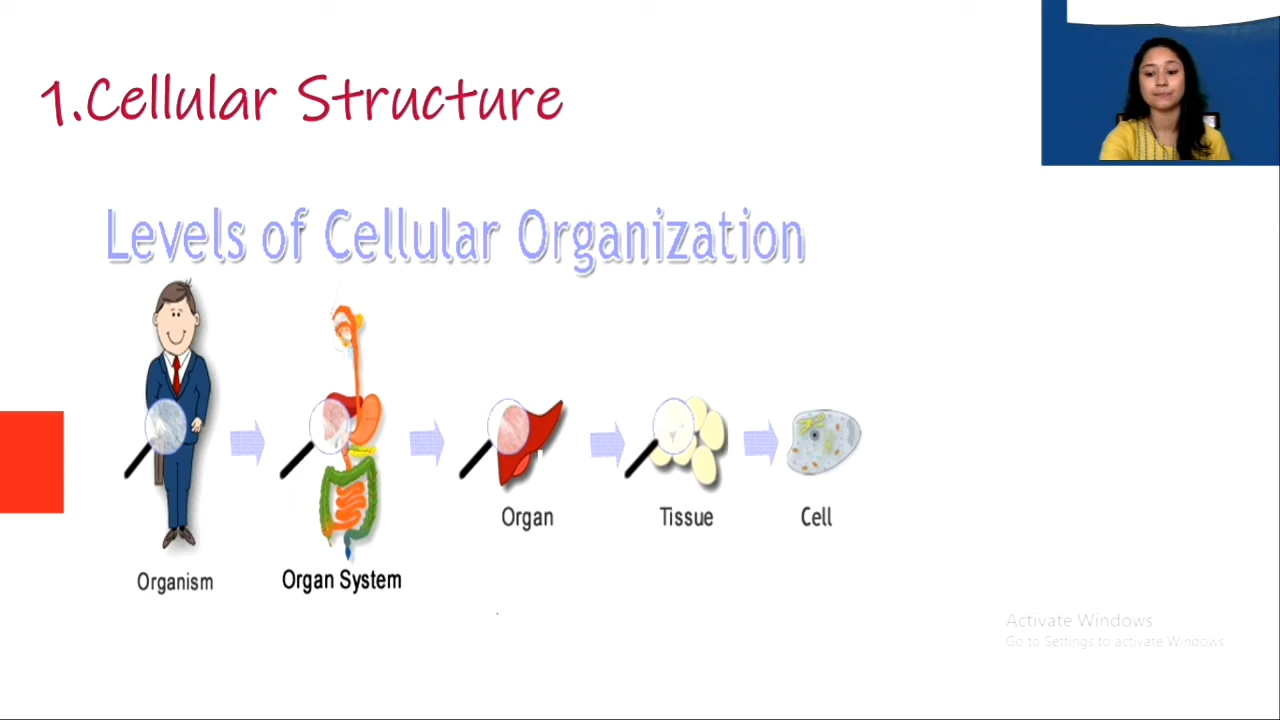 1.Cellular Structure
Levels of Cellular Organization
Organ
Tissue
Cell
Organism
Organ System
Activate Windows
Go to Settings to activate Windows.